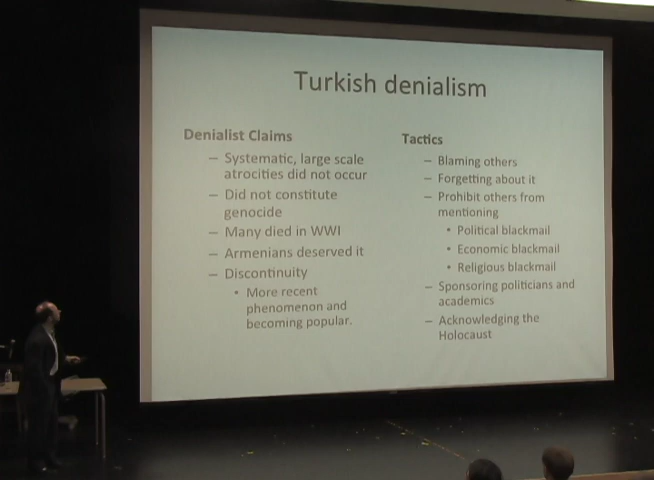 Turkish denialism
Denialist Claims
– Systematic, large scale
atrocities did not occur
– Did not constitute
genocide
– Many died in WWI
– Armenians deserved it
– Discontinuity
• More recent
phenomenon and
becoming popular.
Tactics
– Blaming others
– Forgetting about it
– Prohibit others from
mentioning
• Political blackmail
• Economic blackmail
• Religious blackmail
– Sponsoring politicians and
academics
– Acknowledging the
Holocaust